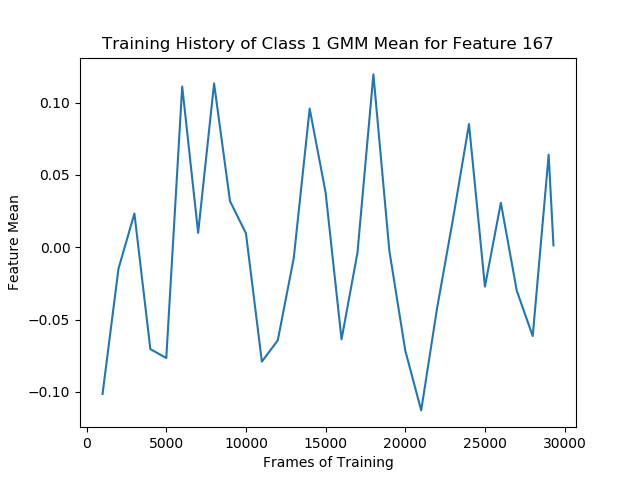 Training History of Class 1 GMM Mean for Feature 167
0.10
0.05
0.00
−0.05
−0.10
Feature Mean
0 5000 10000 15000 20000 25000 30000
Frames of Training